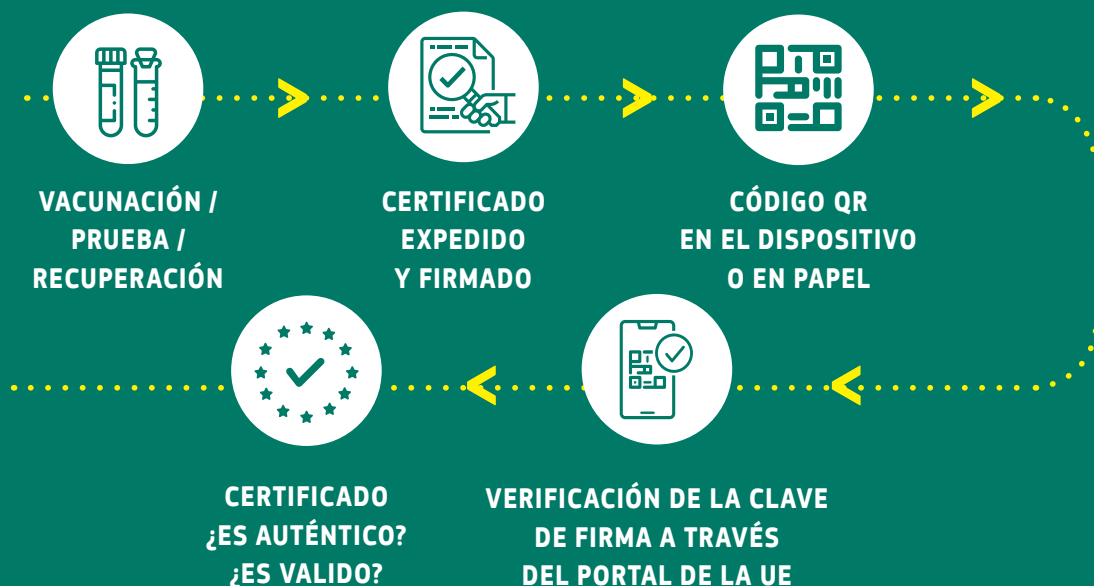 VACUNACIÓN /
PRUEBA /
RECUPERACIÓN
CERTIFICADO
EXPEDIDO
Y FIRMADO
CÓDIGO QR
EN EL DISPOSITIVO
O EN PAPEL
VERIFICACIÓN DE LA CLAVE
DE FIRMA A TRAVÉS
DEL PORTAL DE LA UE
CERTIFICADO
¿ES AUTÉNTICO?
¿ES VALIDO?